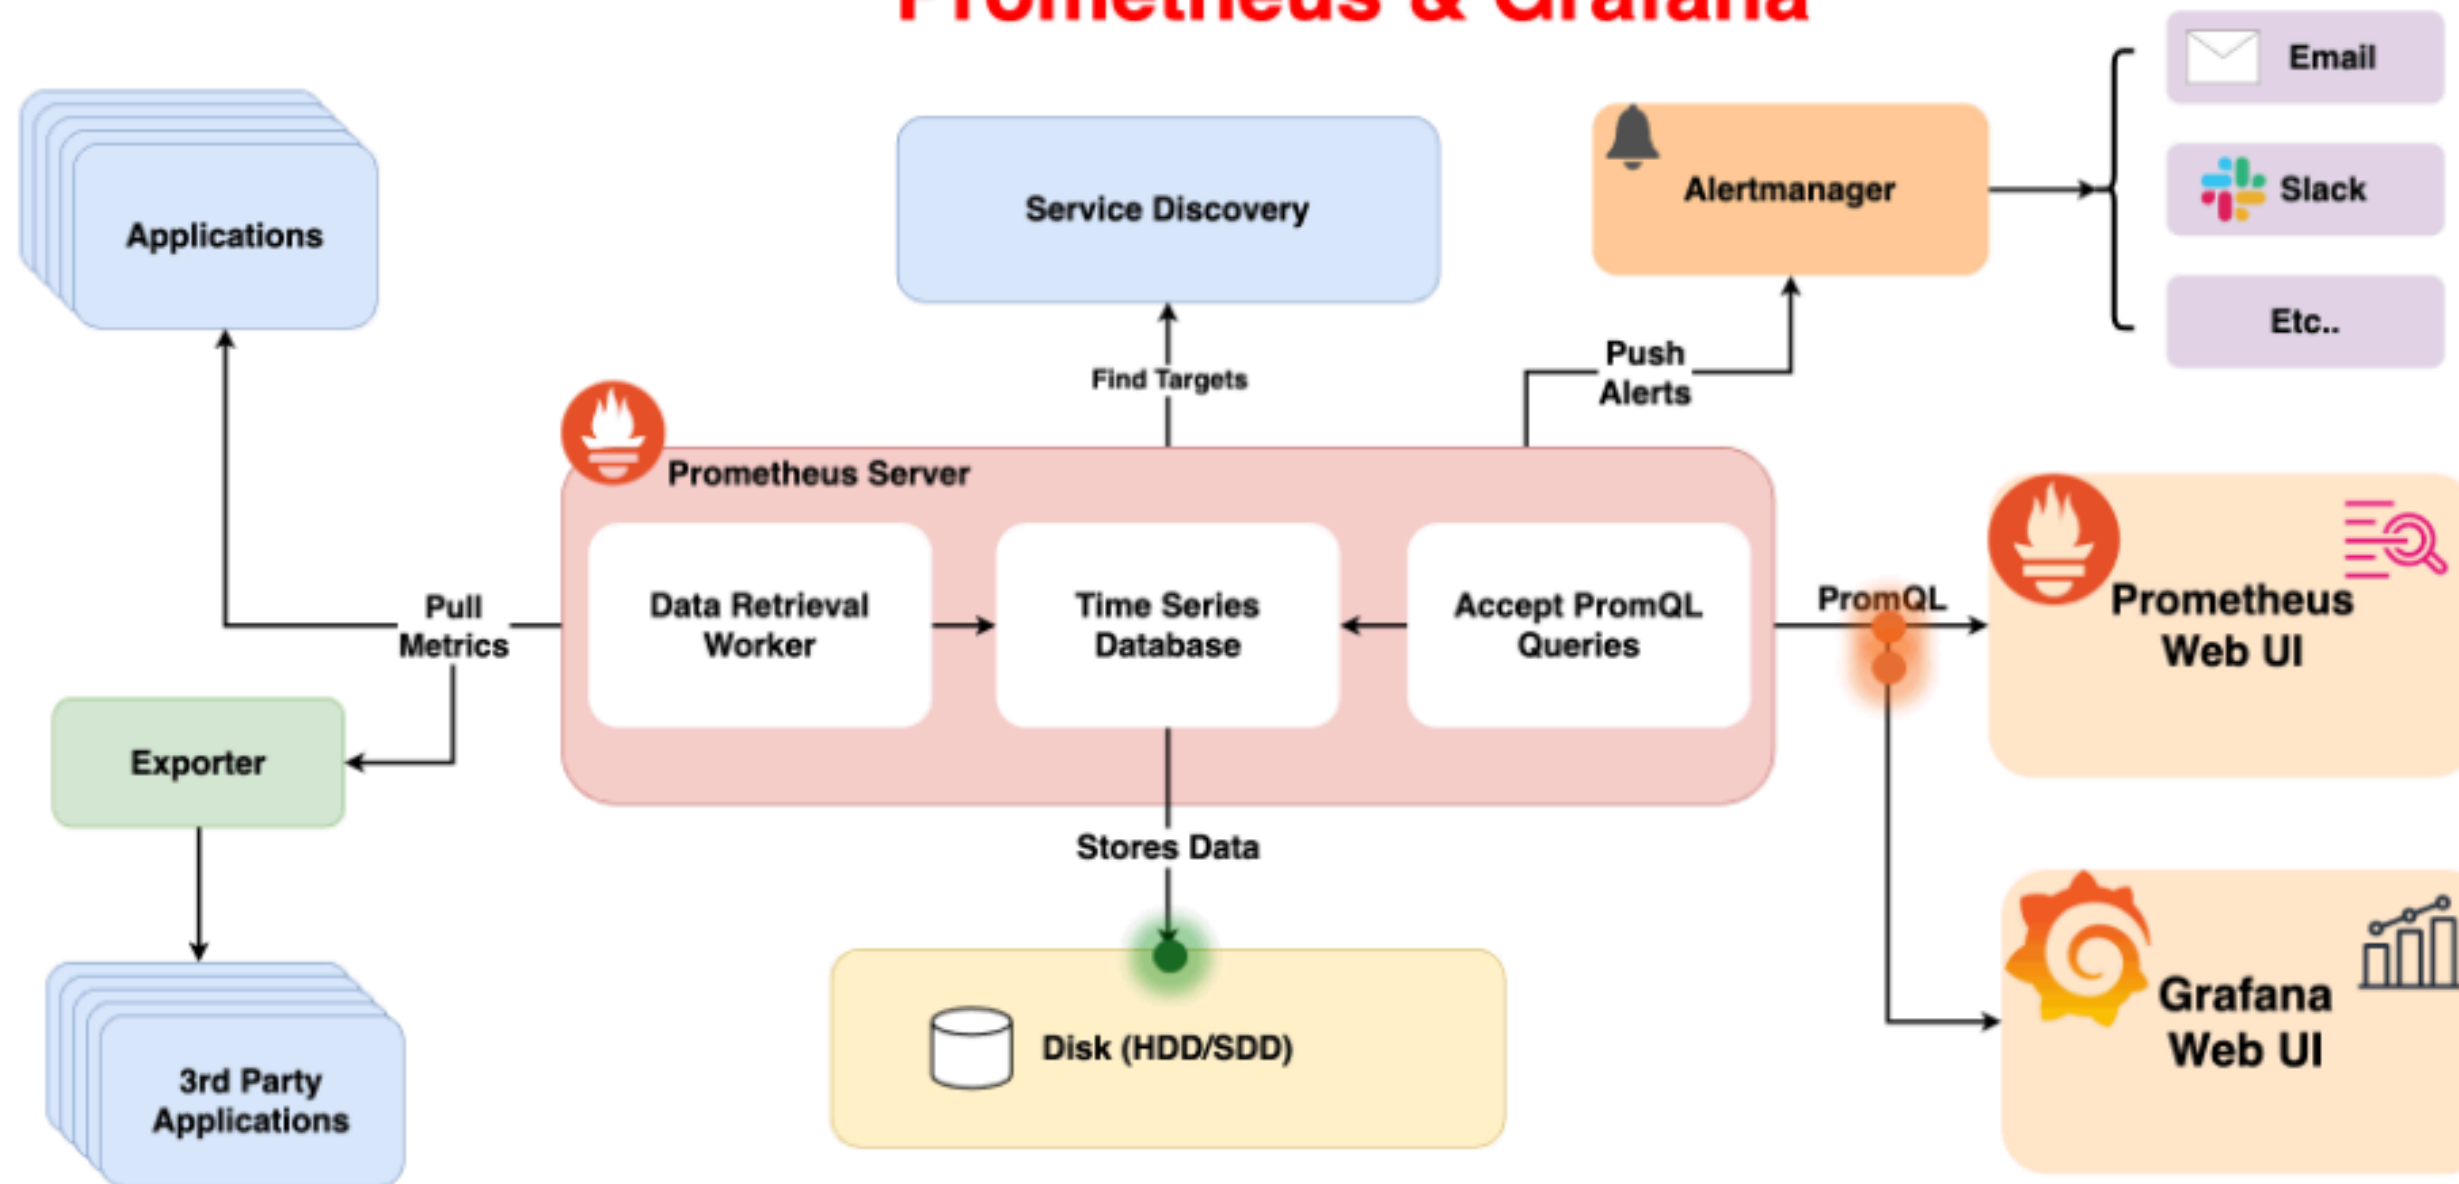 Prometheus & Grafana
Email
Slack
Etc..
Alertmanager
Service Discovery
Applications
Find Targets
Push
Alerts
Prometheus Server
Data Retrieval
Worker
Time Series
Database
Accept PromQL
Queries
Pull
Metrics
PromQL
Prometheus
Web UI
Exporter
Stores Data
Disk (HDD/SDD)
Grafana
Web UI
3rd Party
Applications